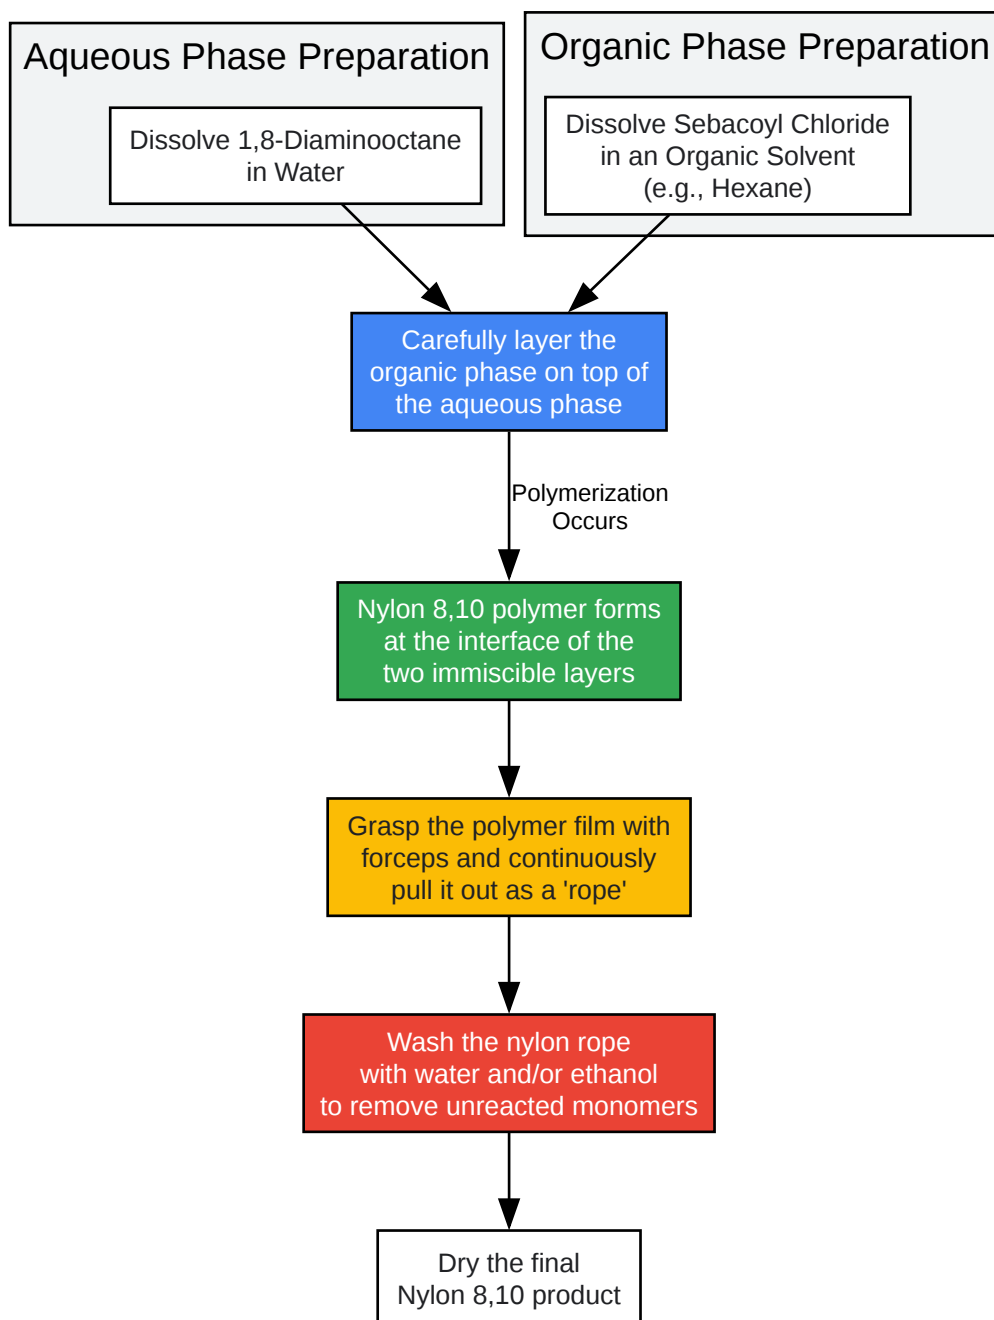 Aqueous Phase Preparation
Dissolve 1,8-Diaminooctane
in Water
Organic Phase Preparation
Dissolve Sebacoyl Chloride
in an Organic Solvent
(e.g., Hexane)
Carefully layer the
organic phase on top of
the aqueous phase
Polymerization
Occurs
Nylon 8,10 polymer forms
at the interface of the
two immiscible layers
Grasp the polymer film with
forceps and continuously
pull it out as a 'rope'
Wash the nylon rope
with water and/or ethanol
to remove unreacted monomers
Dry the final
Nylon 8,10 product